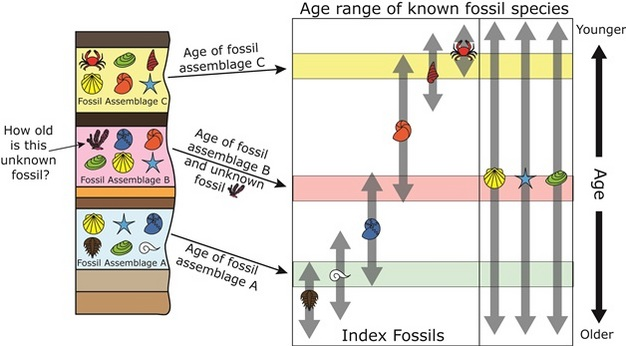 Age range of known fossil species
Younger
Age of fossil
assemblage C
Fossil Assemblage C
How old
is this
unknown
fossil?
Age of fossil
assemblage B
and unknown
fossil
Fossil Assemblage B
Age
Fossil Assemblage A
Age of fossil
assemblage A
Index Fossils
Older